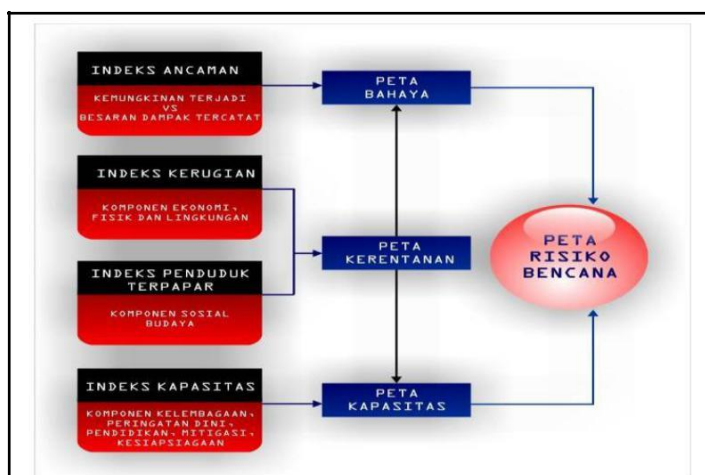 INDEKS ANCAMAN
KEMUNGKINAN TERJADI
VS
BESARAN DAMPAK TERCATAT
PETA
BAHAYA
INDEKS KERUGIAN
KOMPONEN EKONOMI,
FISIK DAN LINGKUNGAN
PETA
KERENTANAN
PETA
RISIKO
BENCANA
INDEKS PENDUDUK
TERPAPAR
KOMPONEN SOSIAL
BUDAYA
INDEKS KAPASITAS
KOMPONEN KELEMBAGAAN,
PERINGATAN DINI,
PENDIDIKAN, MITIGASI,
KESIAPSIAGAAN
PETA
KAPASITAS